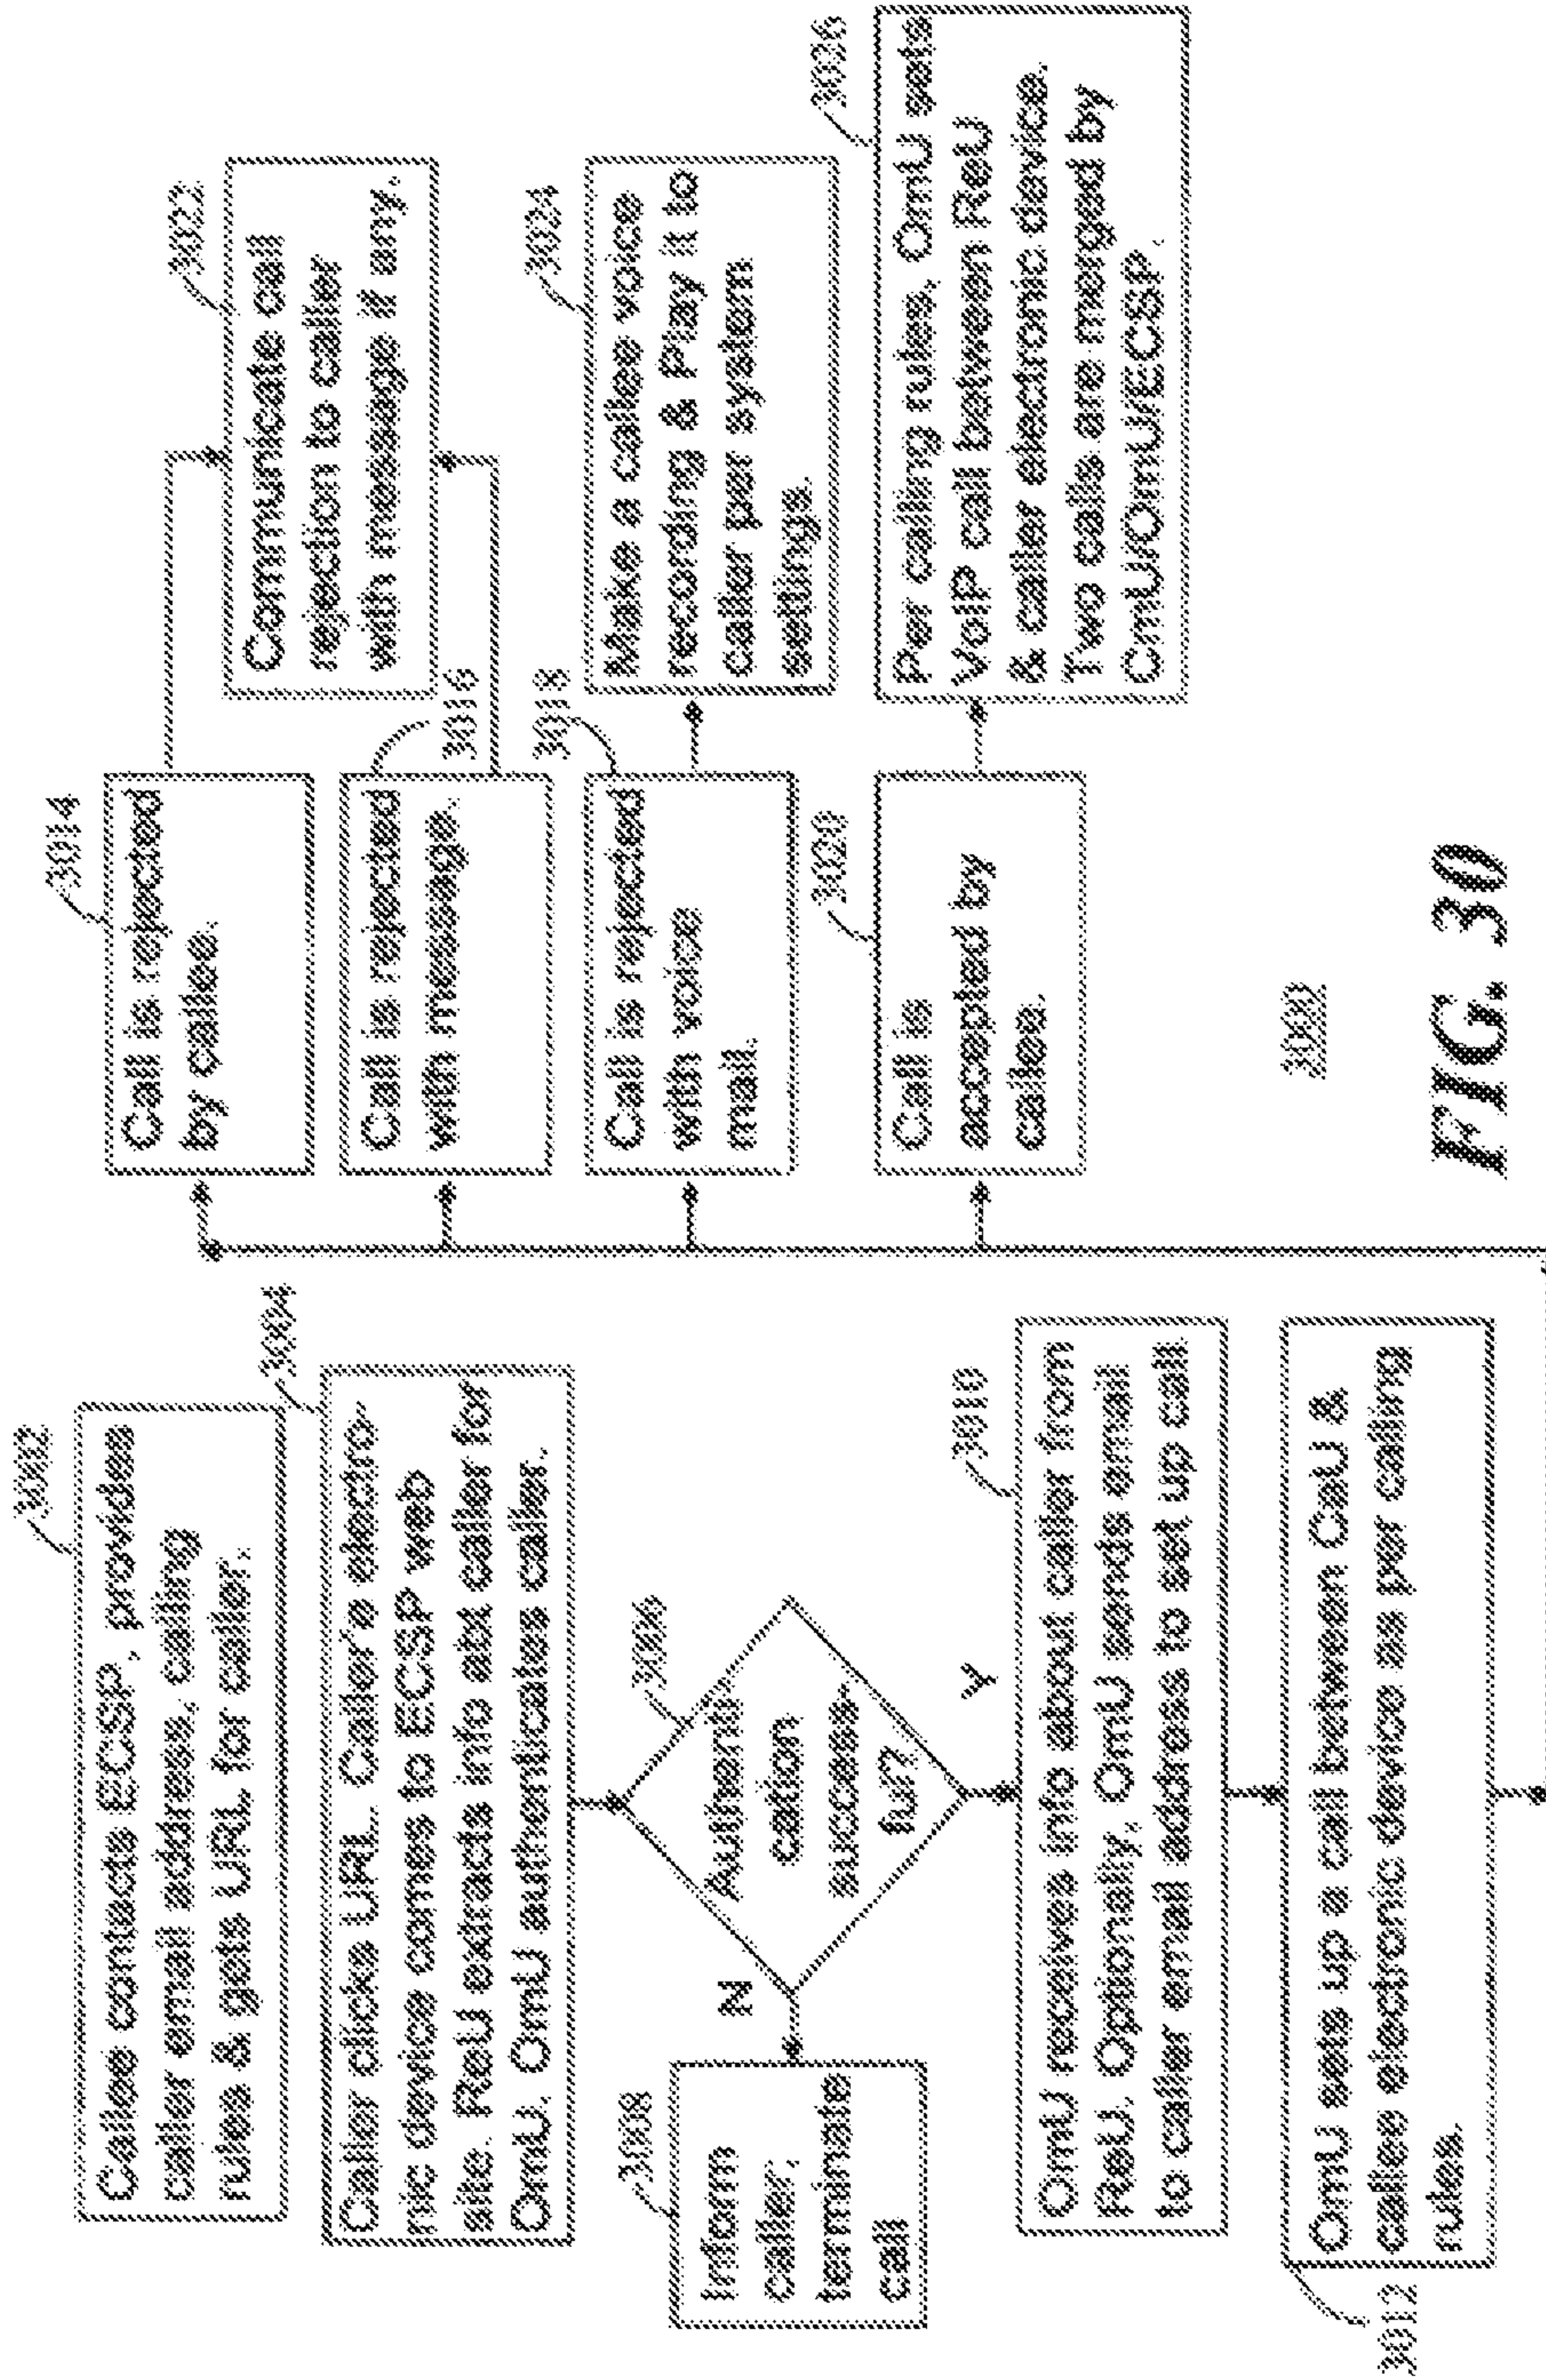 3002
Callee contacts ECSP, provides
caller email address, calling
rules & gets URL for caller.
3004
Caller clicks URL. Caller's electro-
nic device comes to ECSP web
site. ReU extracts info abt caller for
OmU. OmU authenticates caller.
3006
Authenti
cation
success-
ful?
N
Y
3008
Inform
caller;
terminate
call
3010
OmU receives info about caller from
ReU. Optionally, OmU sends email
to caller email address to set up call.
3012
OmU sets up a call between CaU &
callee electronic device as per calling
rules.
3014
Call is rejected
by callee.
3016
Call is rejected
with message.
3018
Call is rejected
with voice
mail.
3020
Call is
accepted by
callee.
3022
Communicate call
rejection to caller
with message if any.
3024
Make a callee voice
recording & Play it to
caller per system
settings.
3026
Per calling rules, OmU sets
VoIP call between ReU
& caller electronic device.
Two calls are merged by
CmU/OmU/ECSP.
3000
FIG. 30